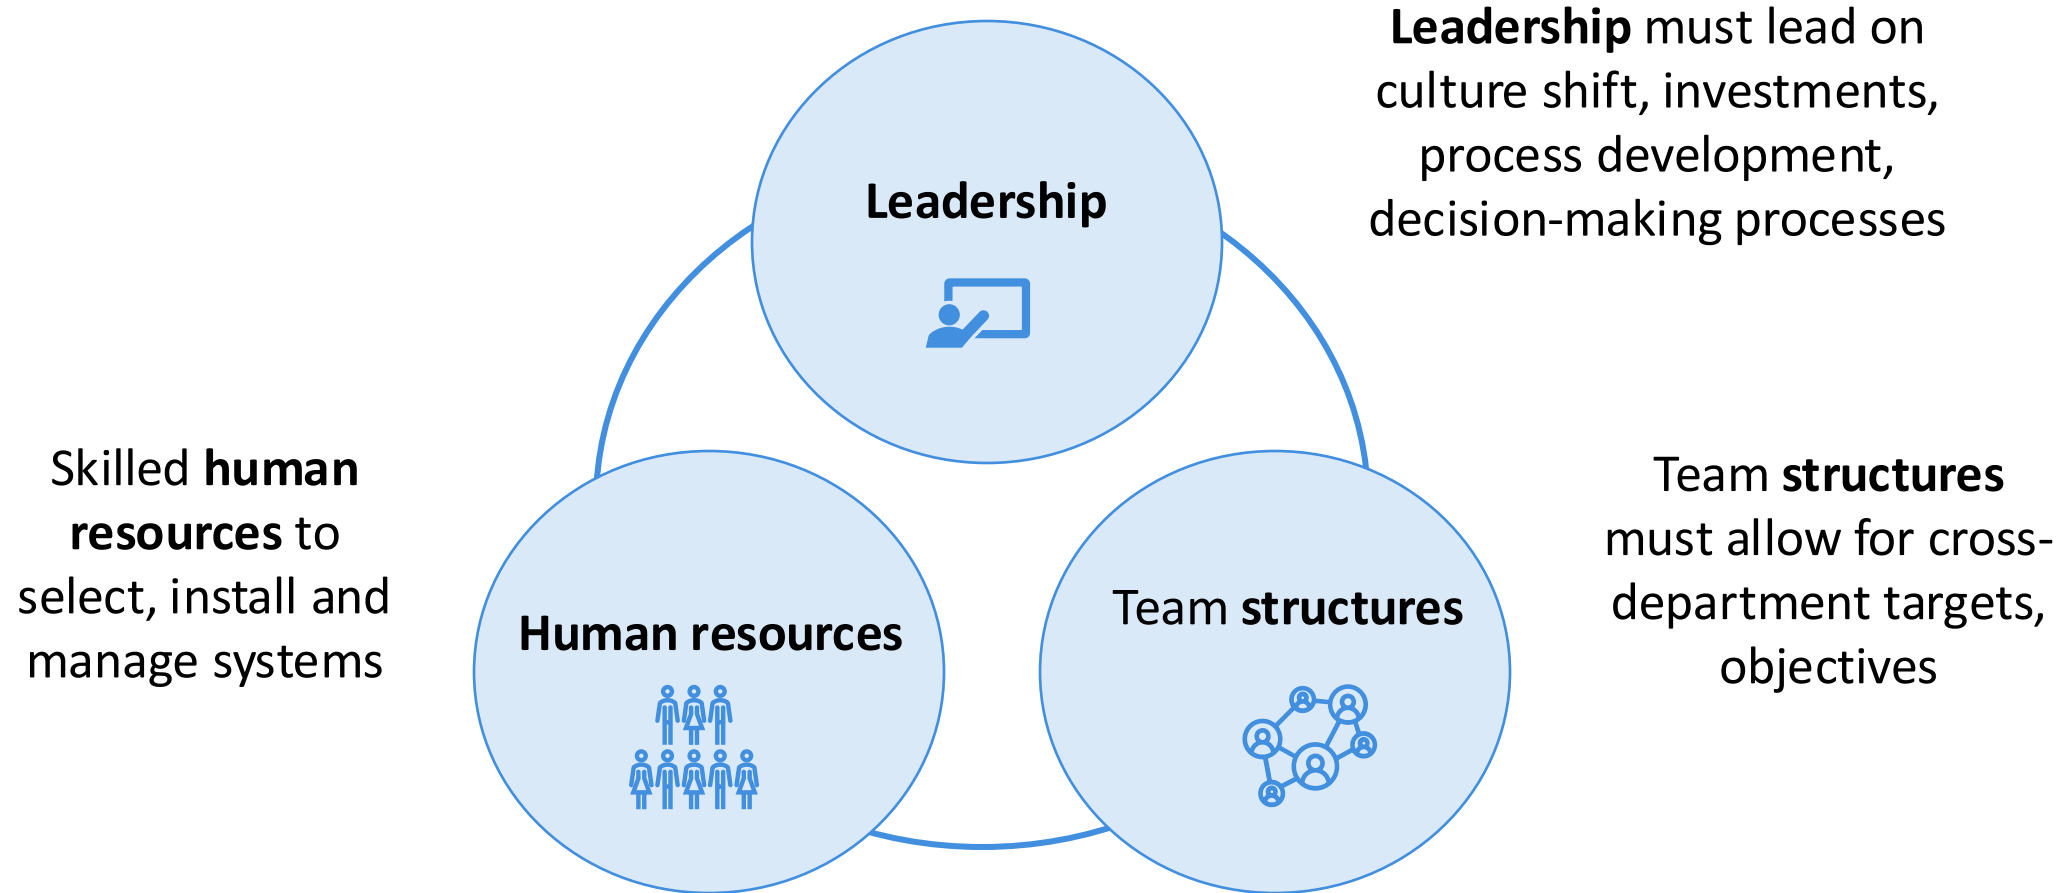 Leadership must lead on
culture shift, investments,
process development,
decision-making processes
Leadership
Skilled human
resources to
select, install and
manage systems
Human resources
Team structures
Team structures
must allow for cross-
department targets,
objectives